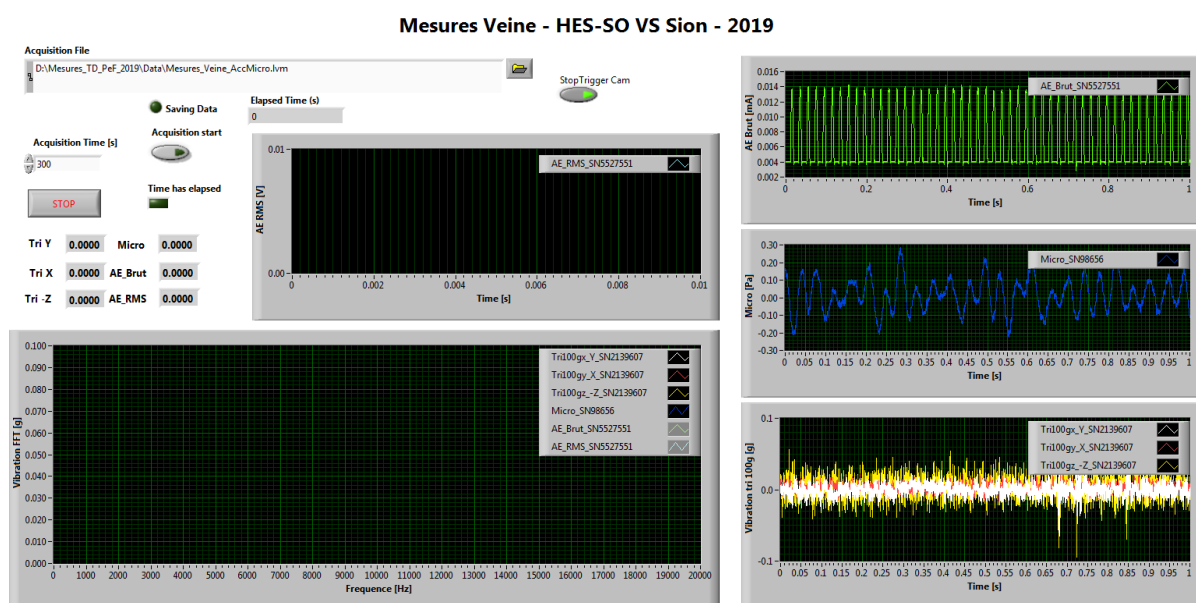 Mesures Veine - HES-SO VS Sion - 2019
Acquisition File
D:\Mesures_TD_PeF_2019\Data\Mesures_Veine_AccMicro.lvm
StopTrigger Cam
Saving Data
Elapsed Time (s)
0
Acquisition Time [s]
300
Acquisition start
STOP
Time has elapsed
Tri Y 0.0000 Micro 0.0000
Tri X 0.0000 AE_Brut 0.0000
Tri -Z 0.0000 AE_RMS 0.0000
AE_RMS_SN5527551
AE RMS [V]
0.01
0.00
0 0.002 0.004 0.006 0.008 0.01
Time [s]
Vibration FFT [g]
0.100
0.090
0.080
0.070
0.060
0.050
0.040
0.030
0.020
0.010
0.000
Tri100gx_Y_SN2139607
Tri100gy_X_SN2139607
Tri100gz_-Z_SN2139607
Micro_SN98656
AE_Brut_SN5527551
AE_RMS_SN5527551
0 1000 2000 3000 4000 5000 6000 7000 8000 9000 10000 11000 12000 13000 14000 15000 16000 17000 18000 19000 20000
Frequence [Hz]
AE_Brut_SN5527551
AE Brut [mA]
0.016
0.014
0.012
0.010
0.008
0.006
0.004
0.002
0 0.2 0.4 0.6 0.8 1
Time [s]
Micro_SN98656
Micro [Pa]
0.30
0.20
0.10
0.00
-0.10
-0.20
-0.30
0 0.05 0.1 0.15 0.2 0.25 0.3 0.35 0.4 0.45 0.5 0.55 0.6 0.65 0.7 0.75 0.8 0.85 0.9 0.95 1
Time [s]
Tri100gx_Y_SN2139607
Tri100gy_X_SN2139607
Tri100gz_-Z_SN2139607
Vibration tri 100g [g]
0.1
0.0
-0.1
0 0.05 0.1 0.15 0.2 0.25 0.3 0.35 0.4 0.45 0.5 0.55 0.6 0.65 0.7 0.75 0.8 0.85 0.9 0.95 1
Time [s]